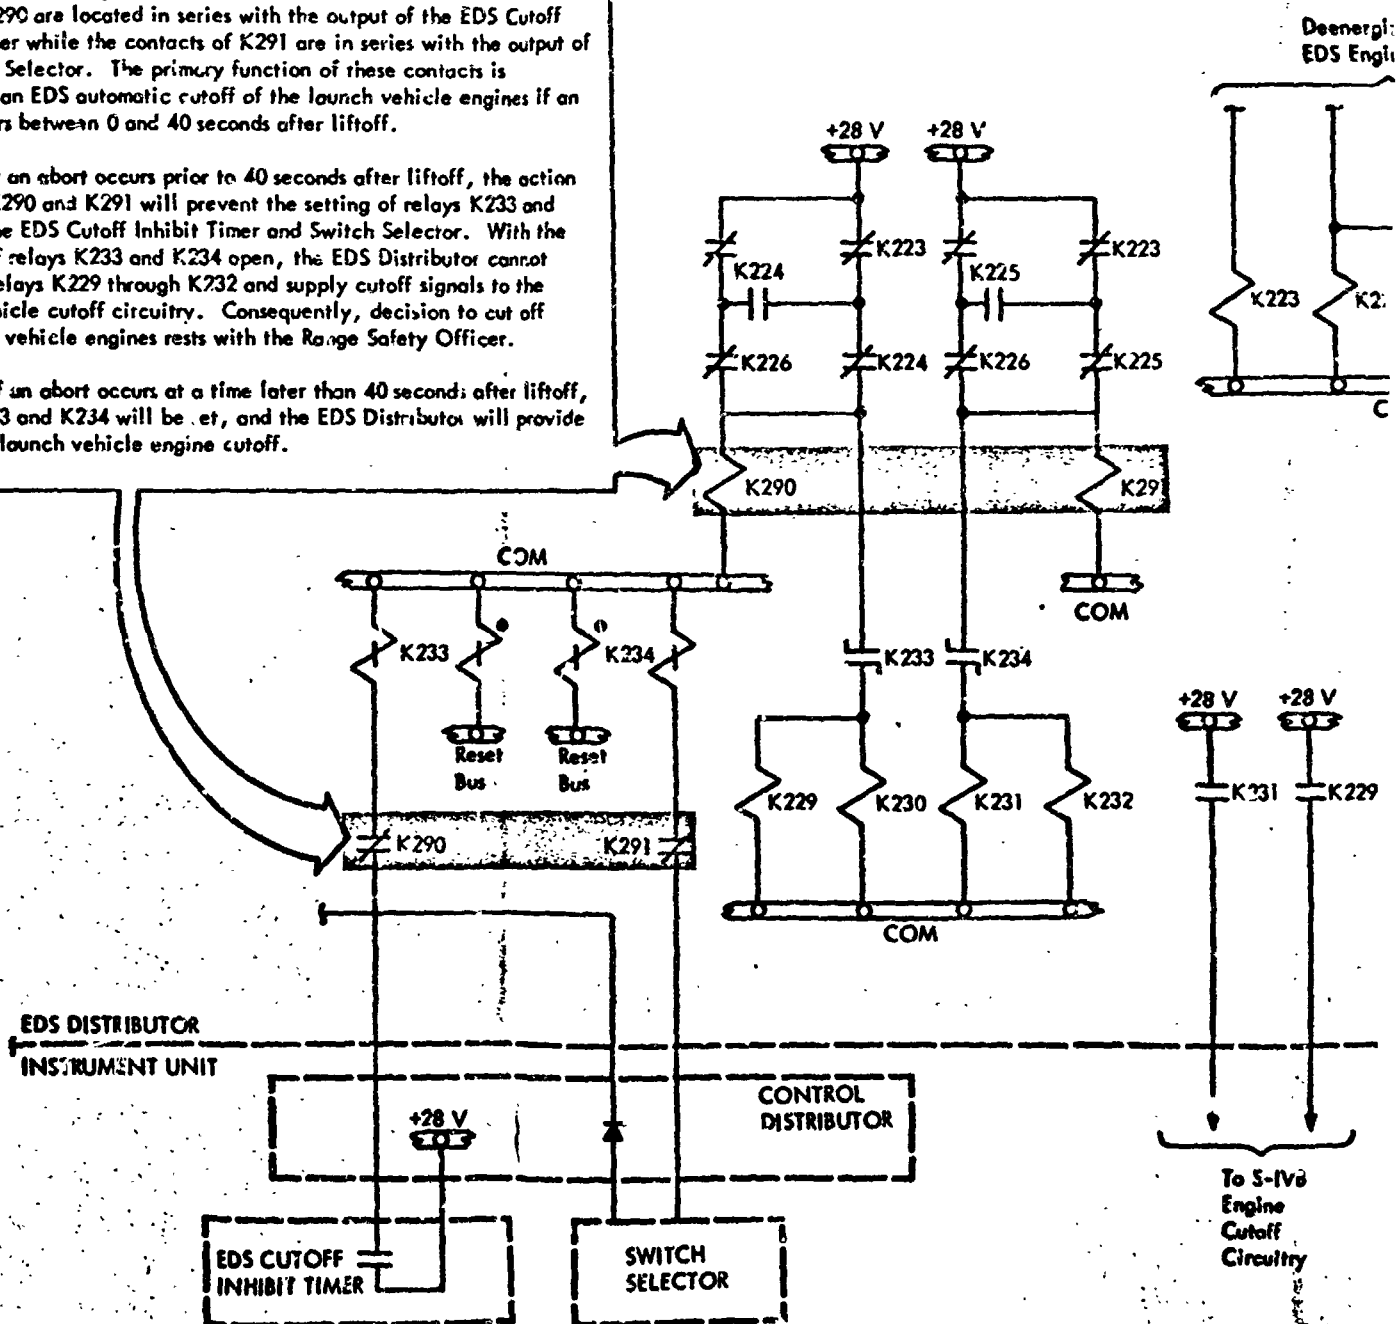 290 are located in series with the output of the EDS Cutoff
er while the contacts of K291 are in series with the output of
Selector. The primary function of these contacts is
an EDS automatic cutoff of the launch vehicle engines if an
rs between 0 and 40 seconds after liftoff.
an abort occurs prior to 40 seconds after liftoff, the action
290 and K291 will prevent the setting of relays K233 and
e EDS Cutoff Inhibit Timer and Switch Selector. With the
f relays K233 and K234 open, the EDS Distributor cannot
elays K229 through K232 and supply cutoff signals to the
icle cutoff circuitry. Consequently, decision to cut off
vehicle engines rests with the Range Safety Officer.
f an abort occurs at a time later than 40 seconds after liftoff,
3 and K234 will be et, and the EDS Distributor will provide
launch vehicle engine cutoff.
Deenergi
EDS Engi
+28 V +28 V
K223 K223
K224 K225
K226 K224 K226 K225
K223 K2
C
K290 K29
COM
COM
K233 K234
K233 K234
Reset Bus
Reset Bus
+28 V +28 V
K229 K230 K231 K232
K231 K229
K290 K291
COM
EDS DISTRIBUTOR
INSTRUMENT UNIT
CONTROL
DISTRIBUTOR
+28 V
EDS CUTOFF
INHIBIT TIMER
SWITCH
SELECTOR
To S-IVB
Engine
Cutoff
Circuitry